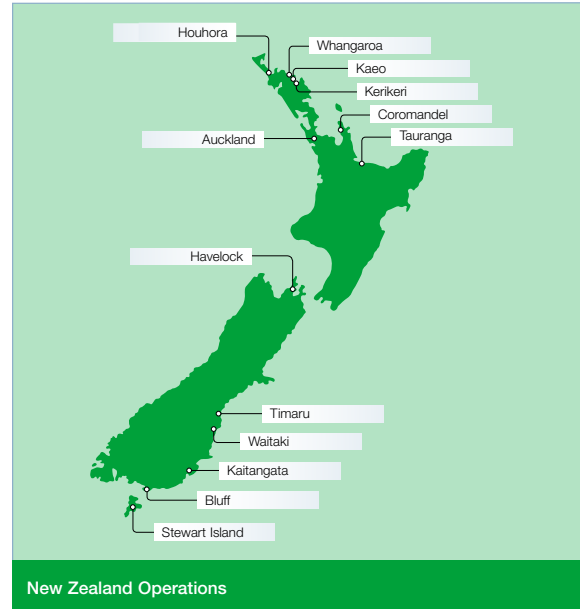 Houhora
Whangaroa
Kaeo
Kerikeri
Coromandel
Auckland
Tauranga
Havelock
Timaru
Waitaki
Kaitangata
Bluff
Stewart Island
New Zealand Operations